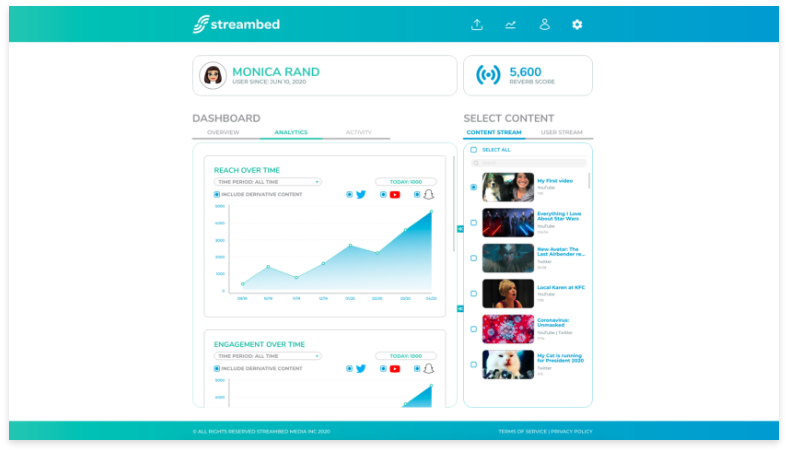 streambed
MONICA RAND
USER SINCE: JUN 10, 2020
5,600
REVERB SCORE
DASHBOARD
OVERVIEW
ANALYTICS
ACTIVITY
SELECT CONTENT
CONTENT STREAM
USER STREAM
SELECT ALL
Search
REACH OVER TIME
TIME PERIOD: ALL TIME
TODAY: 1000
INCLUDE DERIVATIVE CONTENT
5000
4000
1000
0
My First video
YouTube
Everything I Love
About Star Wars
YouTube
New Avatar: The
Last Airbender re...
Twitter
Local Karen at KFC
YouTube
Coronavirus:
Unmasked
YouTube | Twitter
My Cat is running
for President 2020
Twitter
ENGAGEMENT OVER TIME
TIME PERIOD: ALL TIME
TODAY: 1000
INCLUDE DERIVATIVE CONTENT
5000
4000
© ALL RIGHTS RESERVED STREAMBED MEDIA INC 2020
TERMS OF SERVICE | PRIVACY POLICY